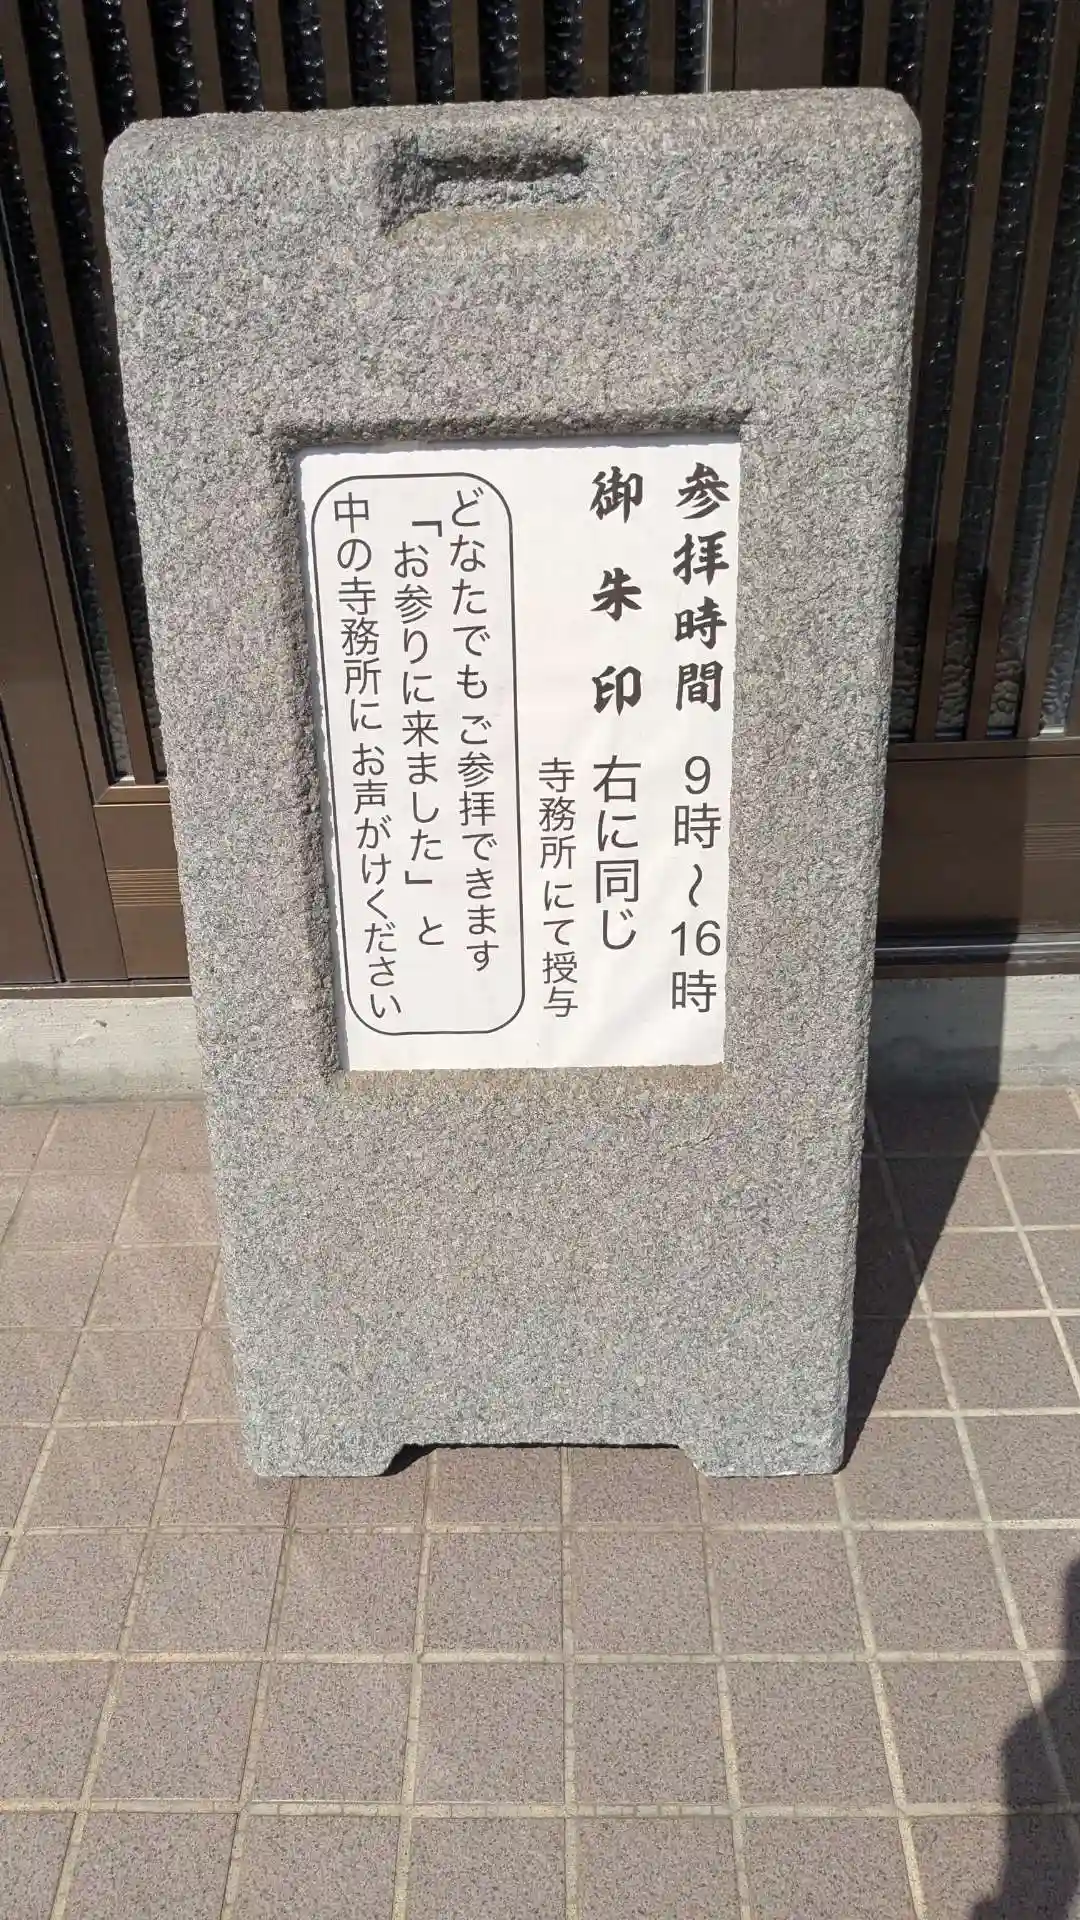 参拝時間 9時〜16時
御朱印 右に同じ
寺務所にて授与
どなたでもご参拝できます
「お参りに来ました」と
中の寺務所にお声がけください